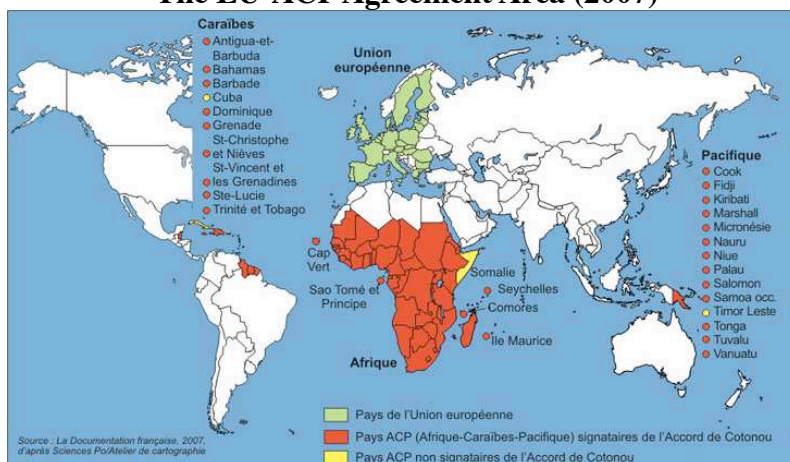 The EU-ACP Agreement Area (2007)
Caraïbes
Antigua-et-
Barbuda
Bahamas
Barbade
Cuba
Dominique
Grenade
St-Christophe
et Nièves
St-Vincent et
les Grenadines
Ste-Lucie
Trinité et Tobago
Union
européenne
Pacifique
Cook
Fidji
Kiribati
Marshall
Micronésie
Nauru
Niue
Palau
Salomon
Samoa occ.
Timor Leste
Tonga
Tuvalu
Vanuatu
Cap
Vert
Sao Tomé et
Principe
Somalie
Seychelles
Comores
Ile Maurice
Afrique
Pays de l'Union européenne
Pays ACP (Afrique-Caraïbes-Pacifique) signataires de l'Accord de Cotonou
Pays ACP non signataires de l'Accord de Cotonou
Source : La Documentation française, 2007,
d'après Sciences Po/Atelier de cartographie